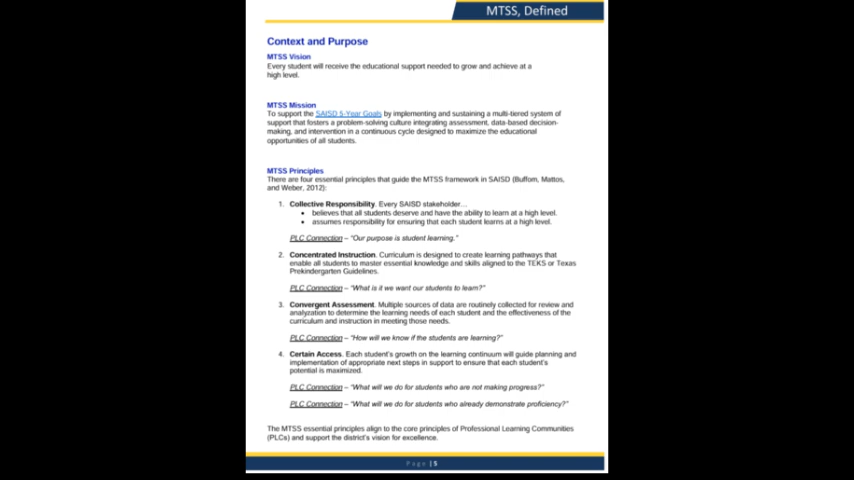 MTSS, Defined
Context and Purpose
MTSS Vision
Every student will receive the educational support needed to grow and achieve at a
high level.
MTSS Mission
To support the SAISD 5-Year Goals by implementing and sustaining a multi-tiered system of
support that fosters a problem-solving culture integrating assessment, data-based decision-
making, and intervention in a continuous cycle designed to maximize the educational
opportunities of all students.
MTSS Principles
There are four essential principles that guide the MTSS framework in SAISD (Buffom, Mattos,
and Weber, 2012):
1. Collective Responsibility. Every SAISD stakeholder…
• believes that all students deserve and have the ability to learn at a high level.
• assumes responsibility for ensuring that each student learns at a high level.
PLC Connection – "Our purpose is student learning."
2. Concentrated Instruction. Curriculum is designed to create learning pathways that
enable all students to master essential knowledge and skills aligned to the TEKS or Texas
Prekindergarten Guidelines.
PLC Connection – "What is it we want our students to learn?"
3. Convergent Assessment. Multiple sources of data are routinely collected for review and
analyzation to determine the learning needs of each student and the effectiveness of the
curriculum and instruction in meeting those needs.
PLC Connection – "How will we know if the students are learning?"
4. Certain Access. Each student's growth on the learning continuum will guide planning and
implementation of appropriate next steps in support to ensure that each student's
potential is maximized.
PLC Connection – "What will we do for students who are not making progress?"
PLC Connection – "What will we do for students who already demonstrate proficiency?"
The MTSS essential principles align to the core principles of Professional Learning Communities
(PLCs) and support the district's vision for excellence.
Page | 5